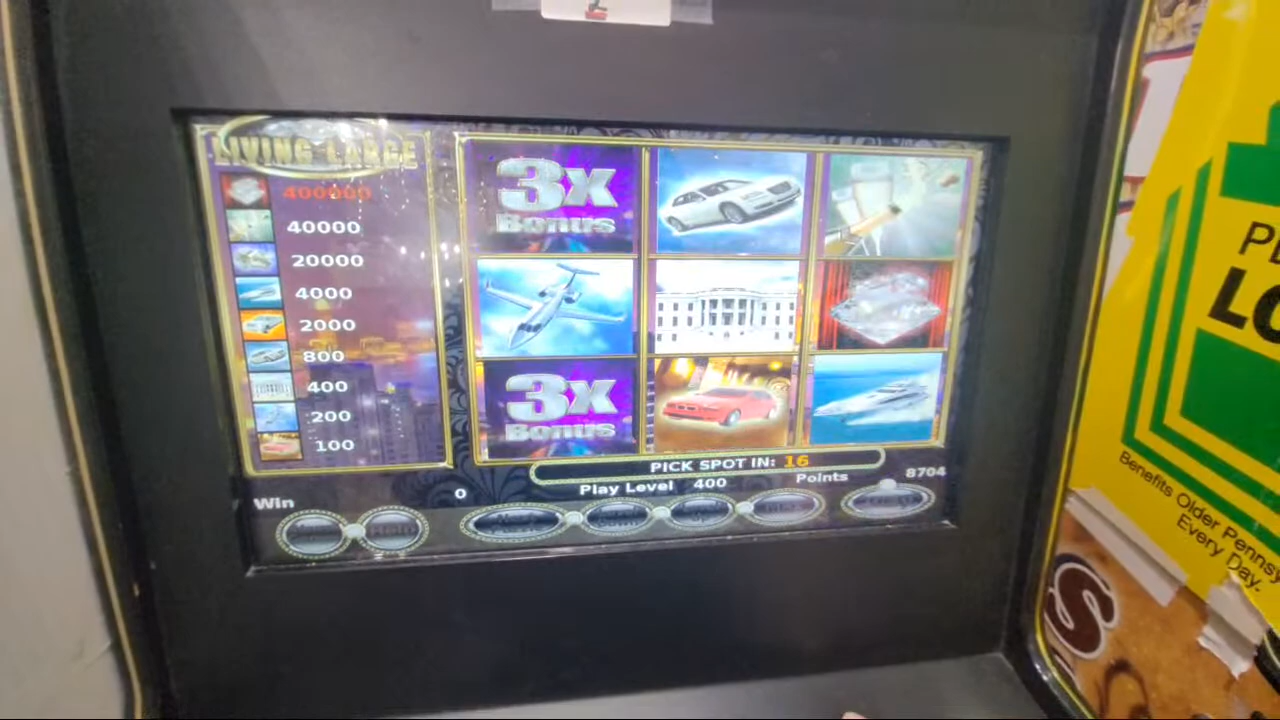 LIVING LARGE
400000
40000
20000
4000
2000
800
400
200
100
3x
Bonus
3x
Bonus
PICK SPOT IN: 16
Win 0 Play Level 400 Points 8704
Help
LO
Benefits Older Pennsy
Every Day.
S